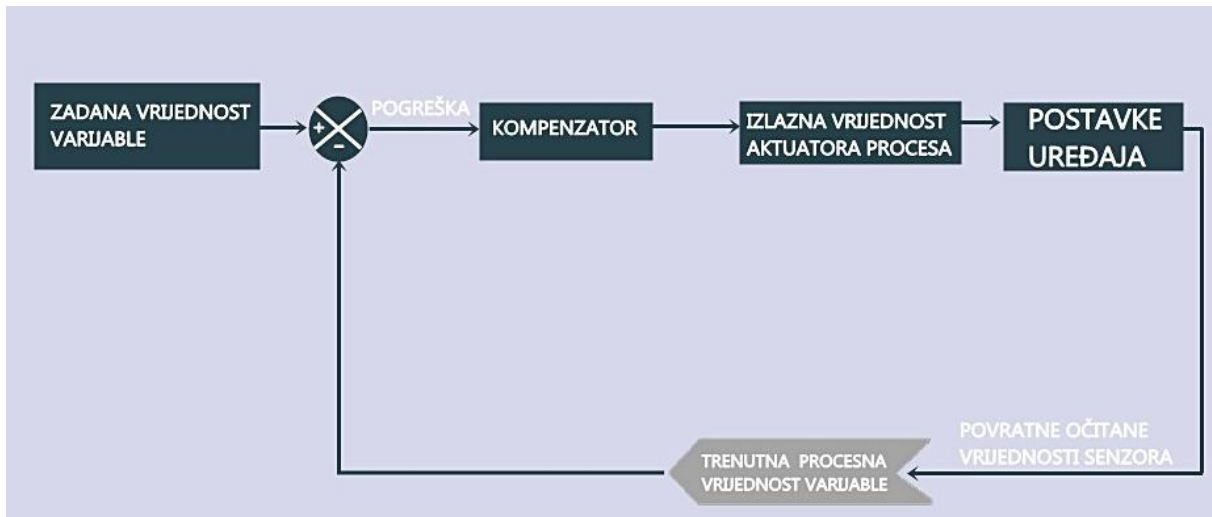 ZADANA VRIJEDNOST
VARIJABLE
+
-
POGREŠKA
KOMPENZATOR
IZLAZNA VRIJEDNOST
AKTUATORA PROCESA
POSTAVKE
UREĐAJA
POVRATNE OČITANE
VRIJEDNOSTI SENZORA
TRENUTNA PROCESNA
VRIJEDNOST VARIJABLE